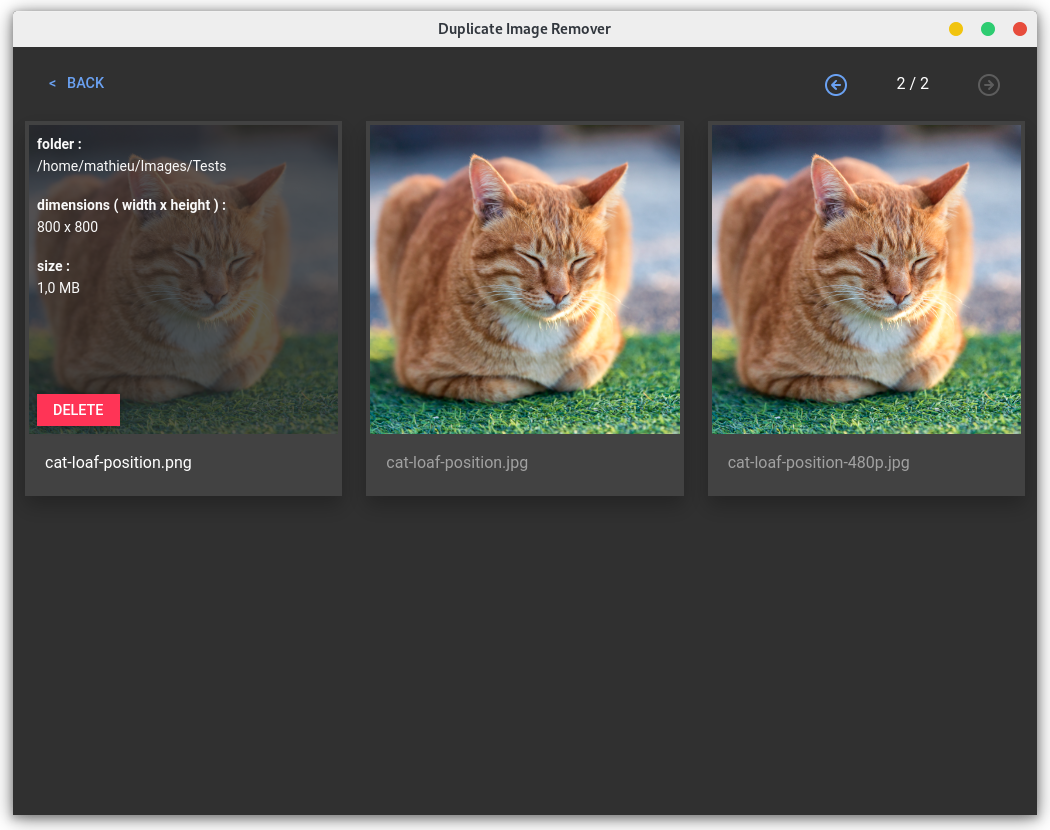 Duplicate Image Remover
< BACK
2 / 2
folder :
/home/mathieu/Images/Tests
dimensions ( width x height ) :
800 x 800
size :
1,0 MB
DELETE
cat-loaf-position.png
cat-loaf-position.jpg
cat-loaf-position-480p.jpg